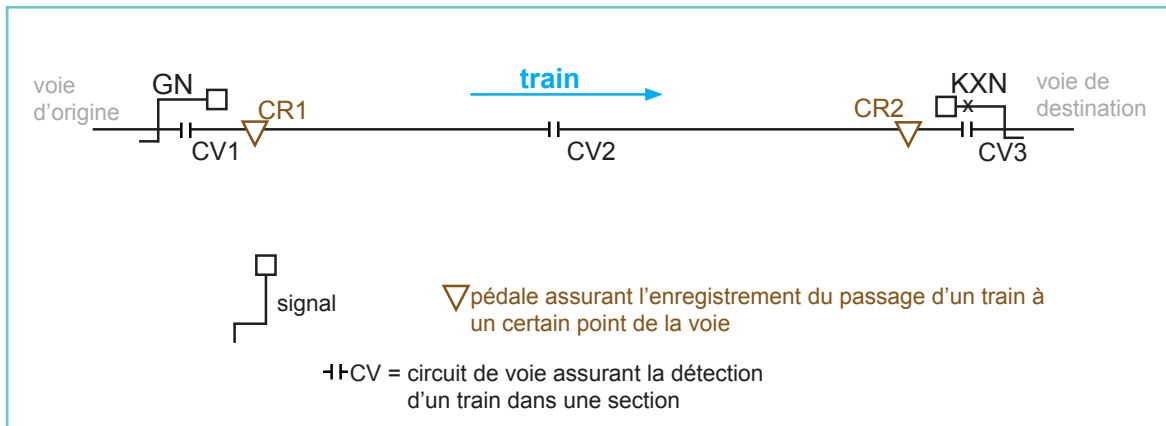 voie
d'origine
GN
CR1
CV1
train
CV2
CR2
KXN
CV3
voie de
destination
signal
pédale assurant l'enregistrement du passage d'un train à
un certain point de la voie
CV = circuit de voie assurant la détection
d'un train dans une section